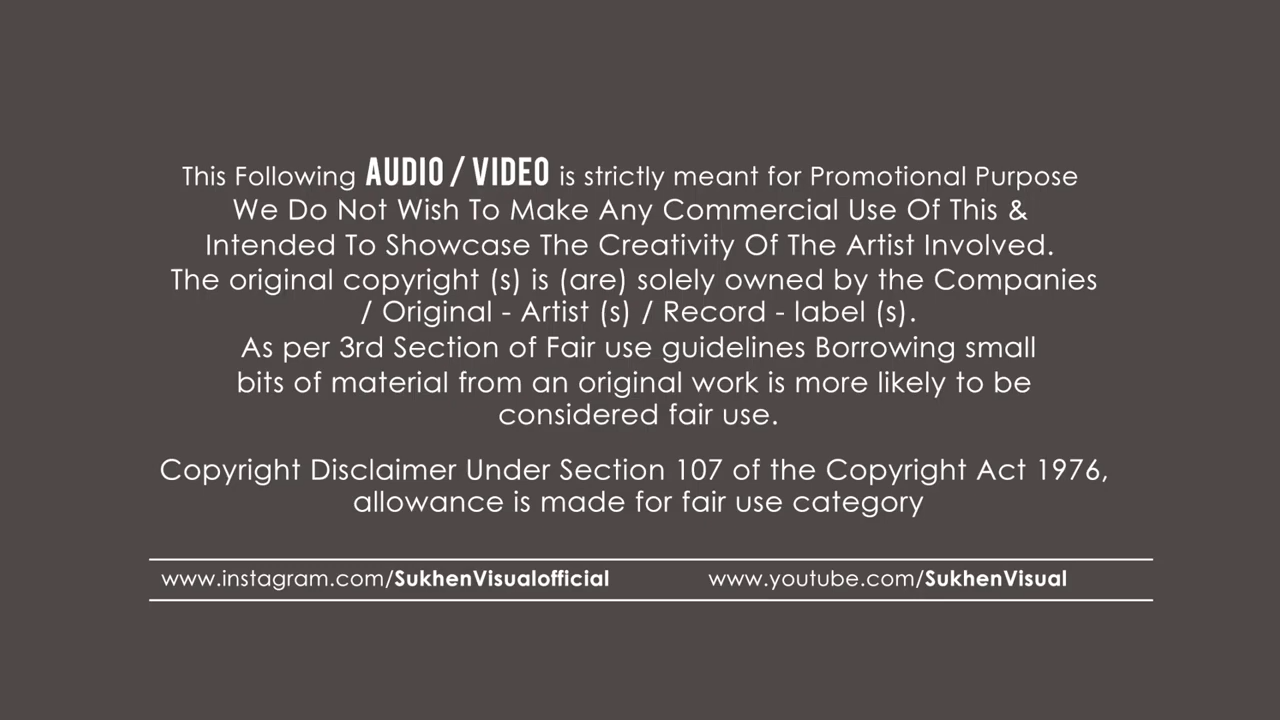 This Following AUDIO / VIDEO is strictly meant for Promotional Purpose
We Do Not Wish To Make Any Commercial Use Of This &
Intended To Showcase The Creativity Of The Artist Involved.
The original copyright (s) is (are) solely owned by the Companies
/ Original - Artist (s) / Record - label (s).
As per 3rd Section of Fair use guidelines Borrowing small
bits of material from an original work is more likely to be
considered fair use.
Copyright Disclaimer Under Section 107 of the Copyright Act 1976,
allowance is made for fair use category
www.instagram.com/SukhenVisualofficial www.youtube.com/SukhenVisual